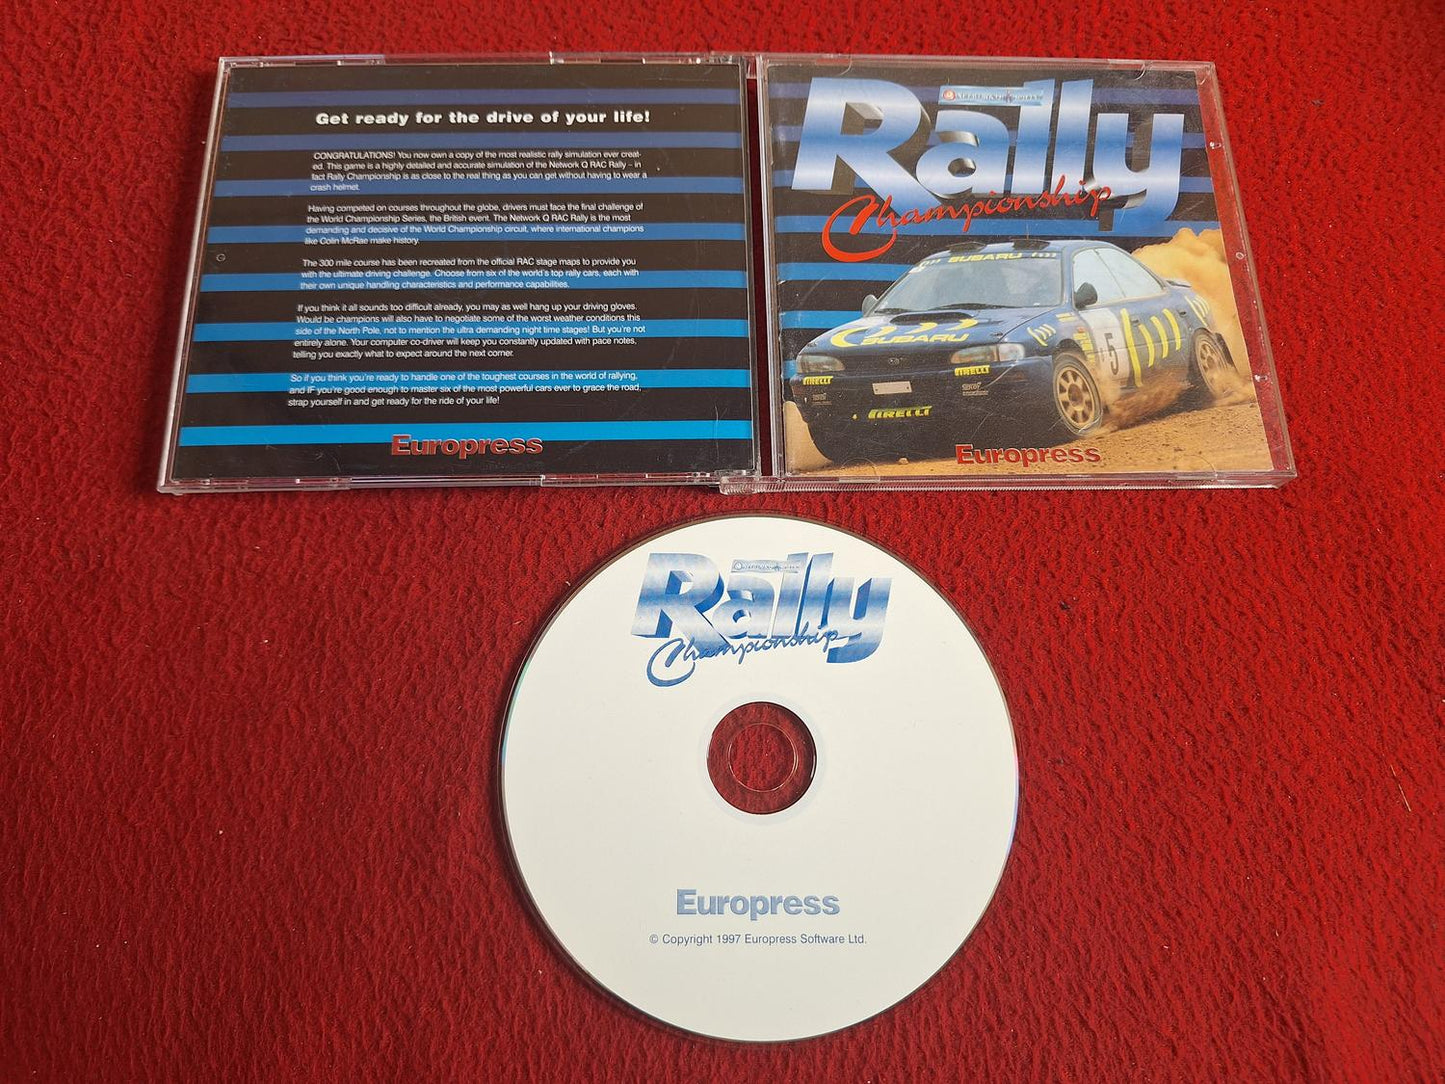 Get ready for the drive of your life!
CONGRATULATIONS! You now own a copy of the most realistic rally simulation ever creat-
ed. This game is a highly detailed and accurate simulation of the Network Q RAC Rally – in
fact Rally Championship is as close to the real thing as you can get without having to wear a
crash helmet.
Having competed on courses throughout the globe, drivers must face the final challenge of
the World Championship Series, the British event. The Network Q RAC Rally is the most
demanding and decisive of the World Championship circuit, where international champions
like Colin McRae make history.
The 300 mile course has been recreated from the official RAC stage maps to provide you
with the ultimate driving challenge. Choose from six of the world's top rally cars, each with
their own unique handling characteristics and performance capabilities.
If you think it all sounds too difficult already, you may as well hang up your driving gloves.
Would be champions will also have to negotiate some of the worst weather conditions this
side of the North Pole, not to mention the ultra demanding night time stages! But you're not
entirely alone. Your computer co-driver will keep you constantly updated with pace notes,
telling you exactly what to expect around the next corner.
So if you think you're ready to handle one of the toughest courses in the world of rallying,
and IF you're good enough to master six of the most powerful cars ever to grace the road,
strap yourself in and get ready for the ride of your life!
Europress
Rally
Championship
SUBARU
SUBARU
5
PIRELLI
PIRELLI
PIRELLI
Europress
Rally
Championship
Europress
© Copyright 1997 Europress Software Ltd.